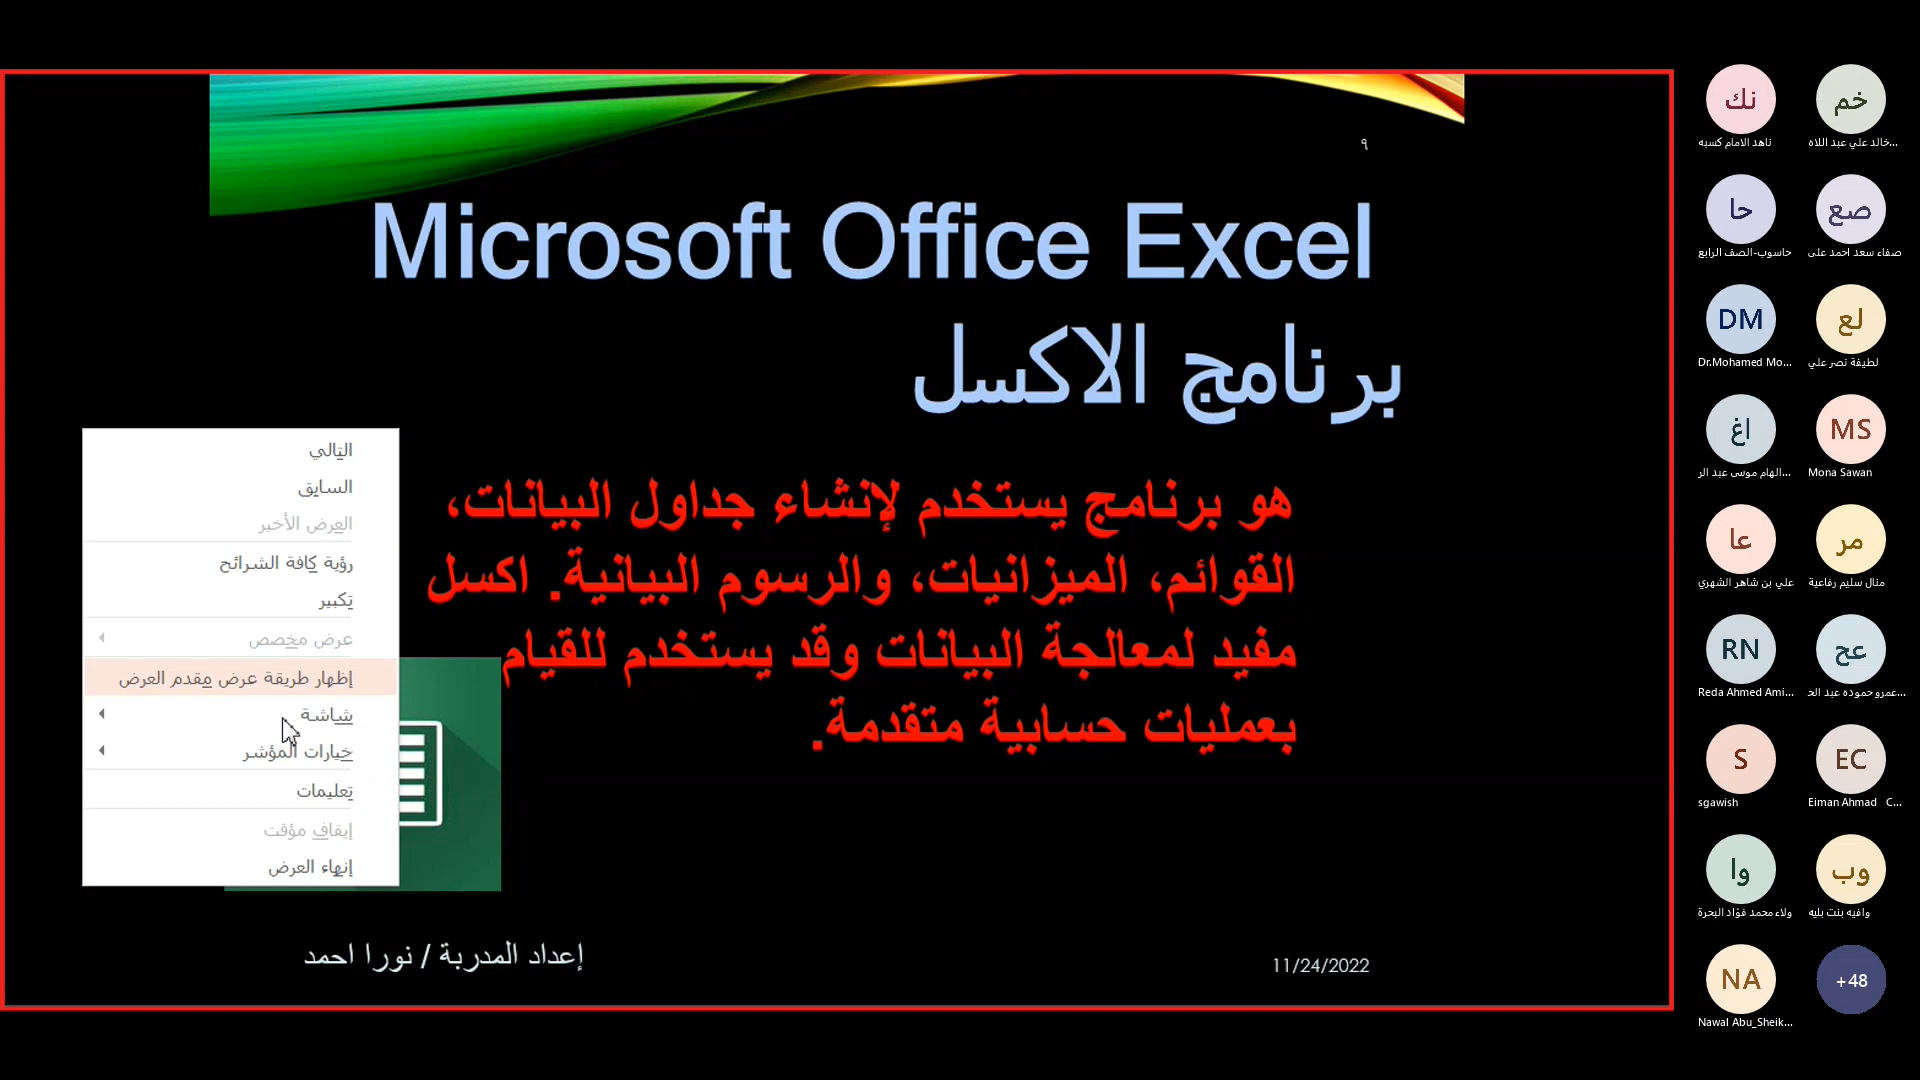 ٩
Microsoft Office Excel
برنامج الاكسل
هو برنامج يستخدم لإنشاء جداول البيانات،
القوائم، الميزانيات، والرسوم البيانية. اكسل
مفيد لمعالجة البيانات وقد يستخدم للقيام
بعمليات حسابية متقدمة.
التالي
السابق
العرض الأخير
رؤية كافة الشرائح
تكبير
عرض مخصص
إظهار طريقة عرض مقدم العرض
شاشة
خيارات المؤشر
تعليمات
إيقاف مؤقت
إنهاء العرض
إعداد المدربة / نورا احمد
11/24/2022
نك
ناهد الامام كسبه
خم
خالد علي عبد اللاه...
حا
حاسوب-الصف الرابع
صع
صفاء سعد احمد على
DM
Dr.Mohamed Mo...
لع
لطيفة نصر علي
اغ
الهام موسى عبد الر...
MS
Mona Sawan
عا
علي بن شاهر الشهري
مر
منال سليم رفاعية
RN
Reda Ahmed Ami...
عح
عمرو حموده عبد الح...
S
sgawish
EC
Eiman Ahmad C...
وا
ولاء محمد فؤاد البحرة
وب
وافيه بنت بليه
NA
Nawal Abu_Sheik...
+48